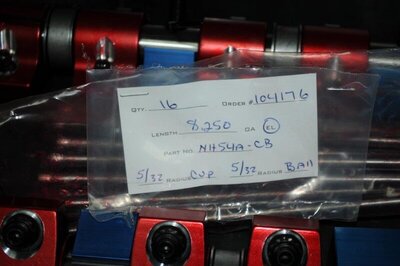 QTY. 16 ORDER # 104176
LENGTH 8.250 OA EL
PART NO. NH54A-CB
5/32 RADIUS CUP 5/32 RADIUS BAll